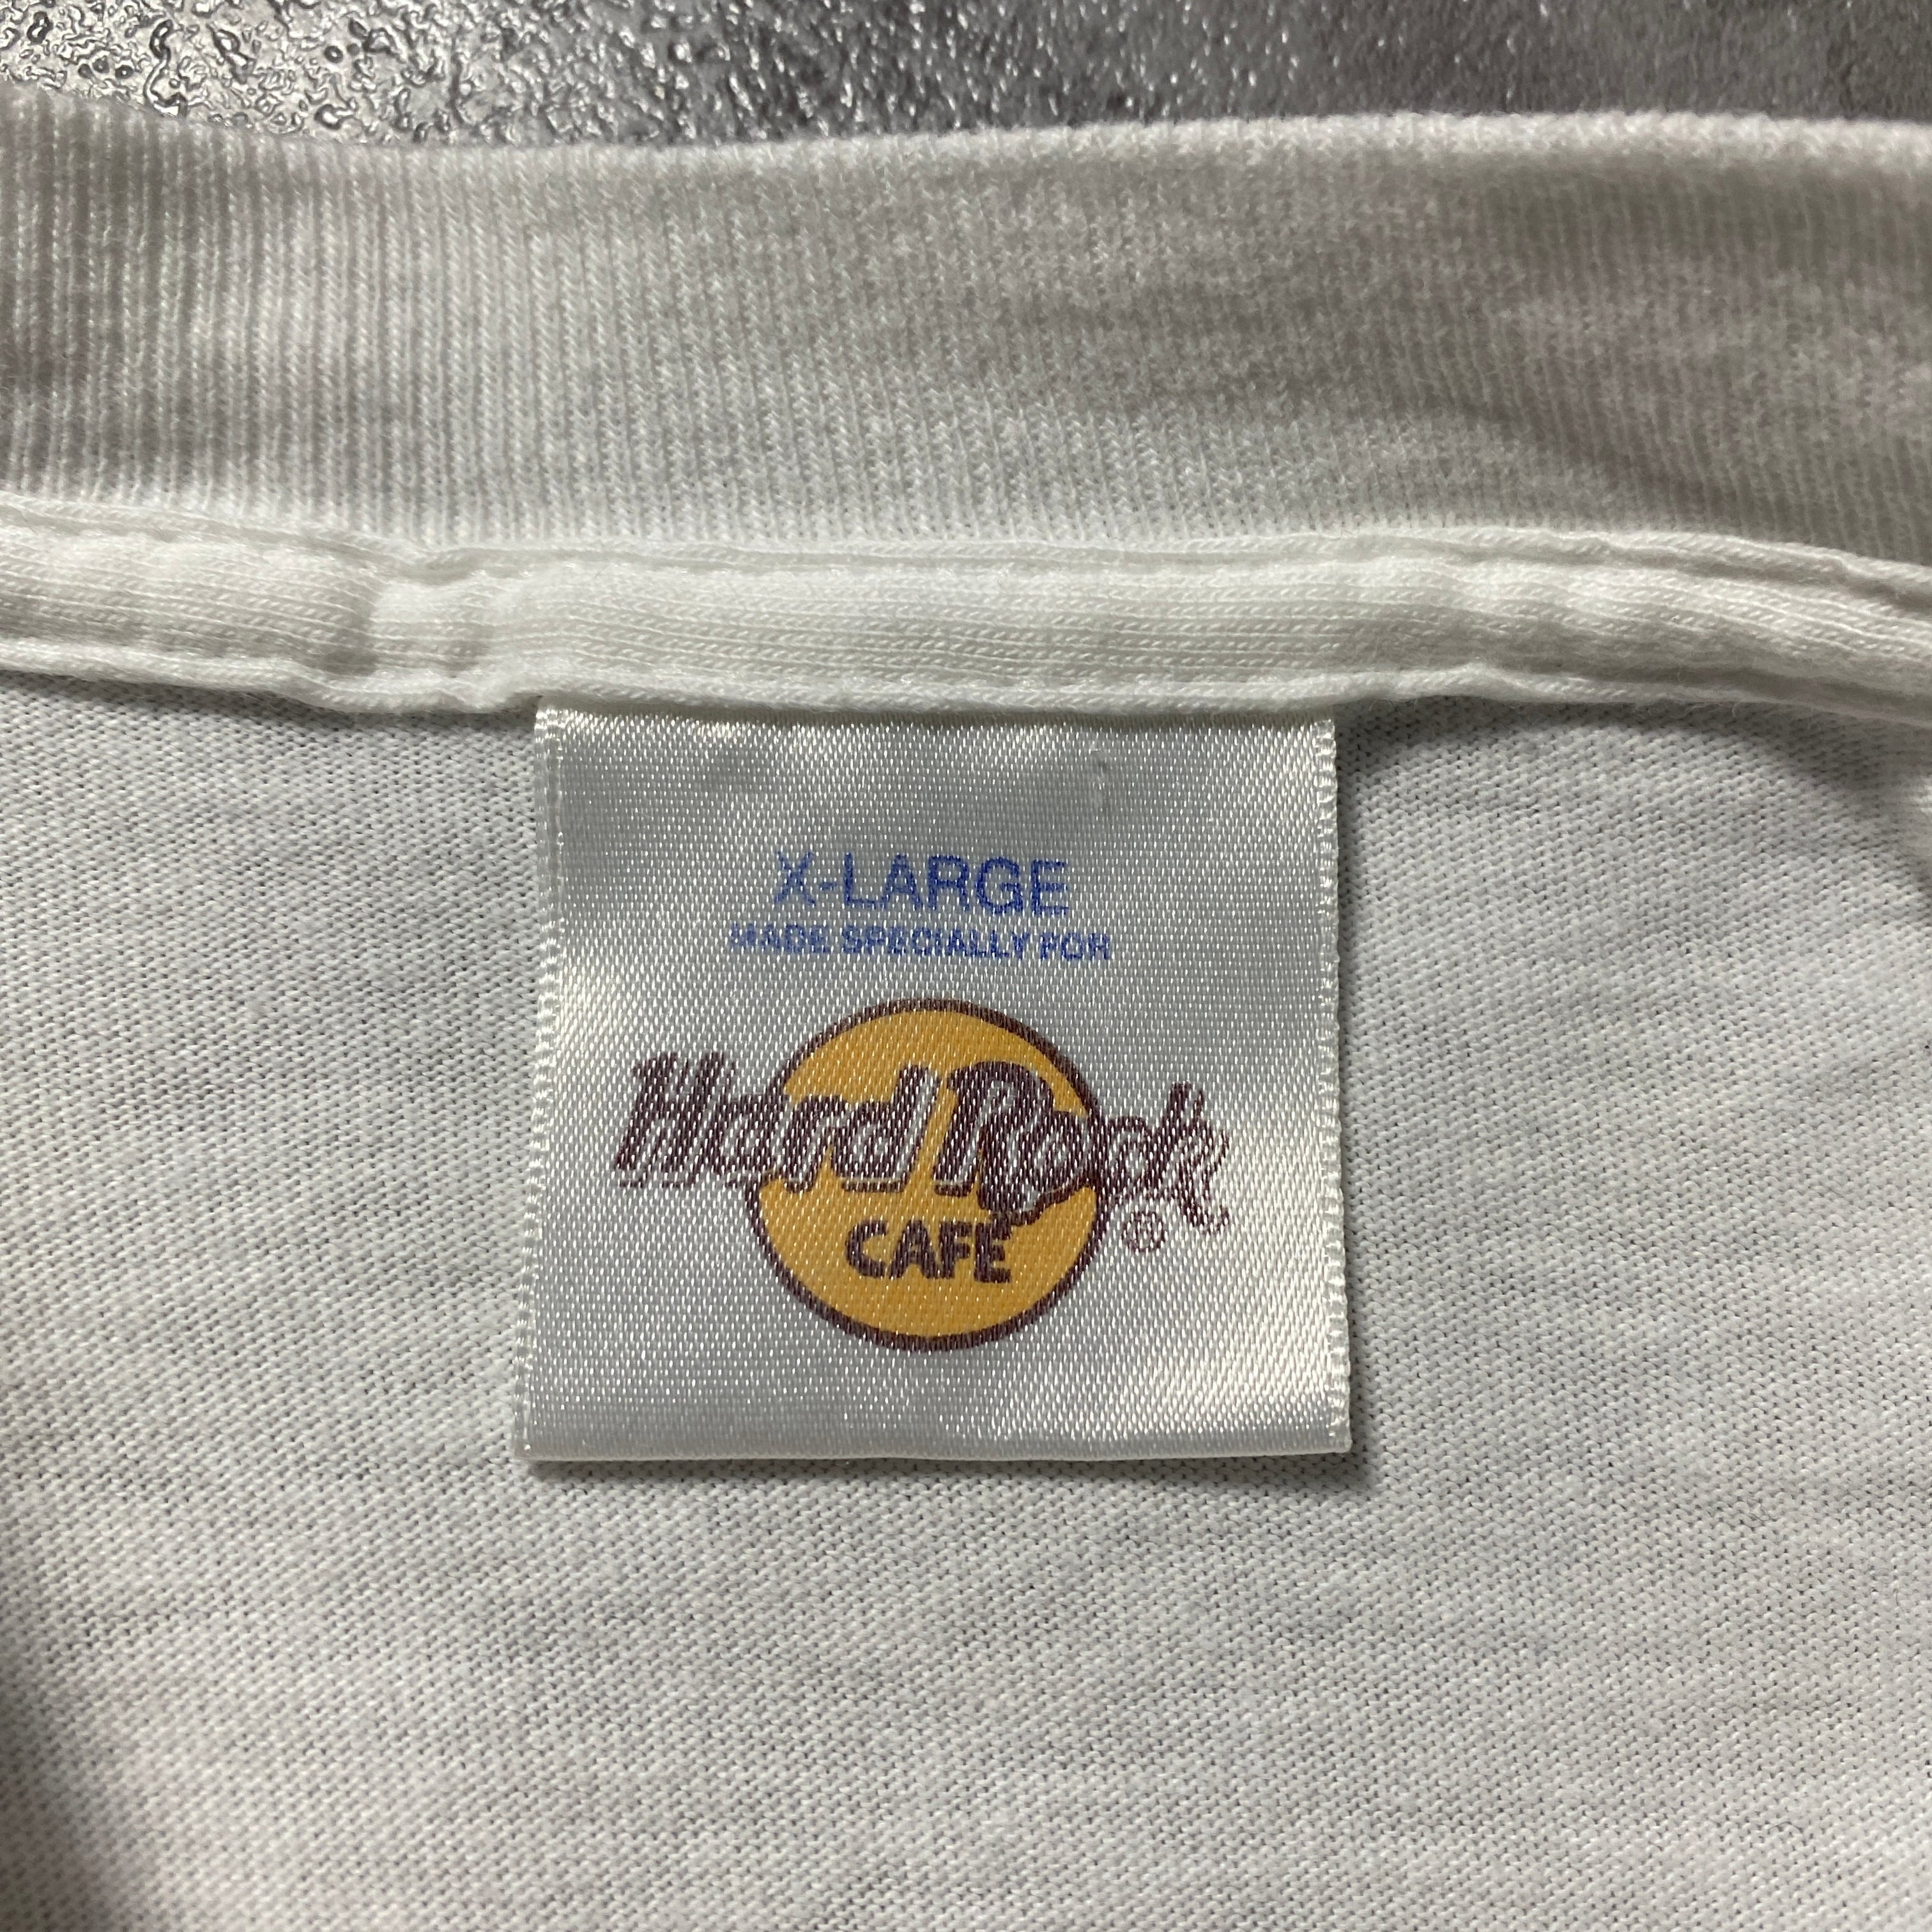 X-LARGE
MADE SPECIALLY FOR
Hard Rock
CAFE
®